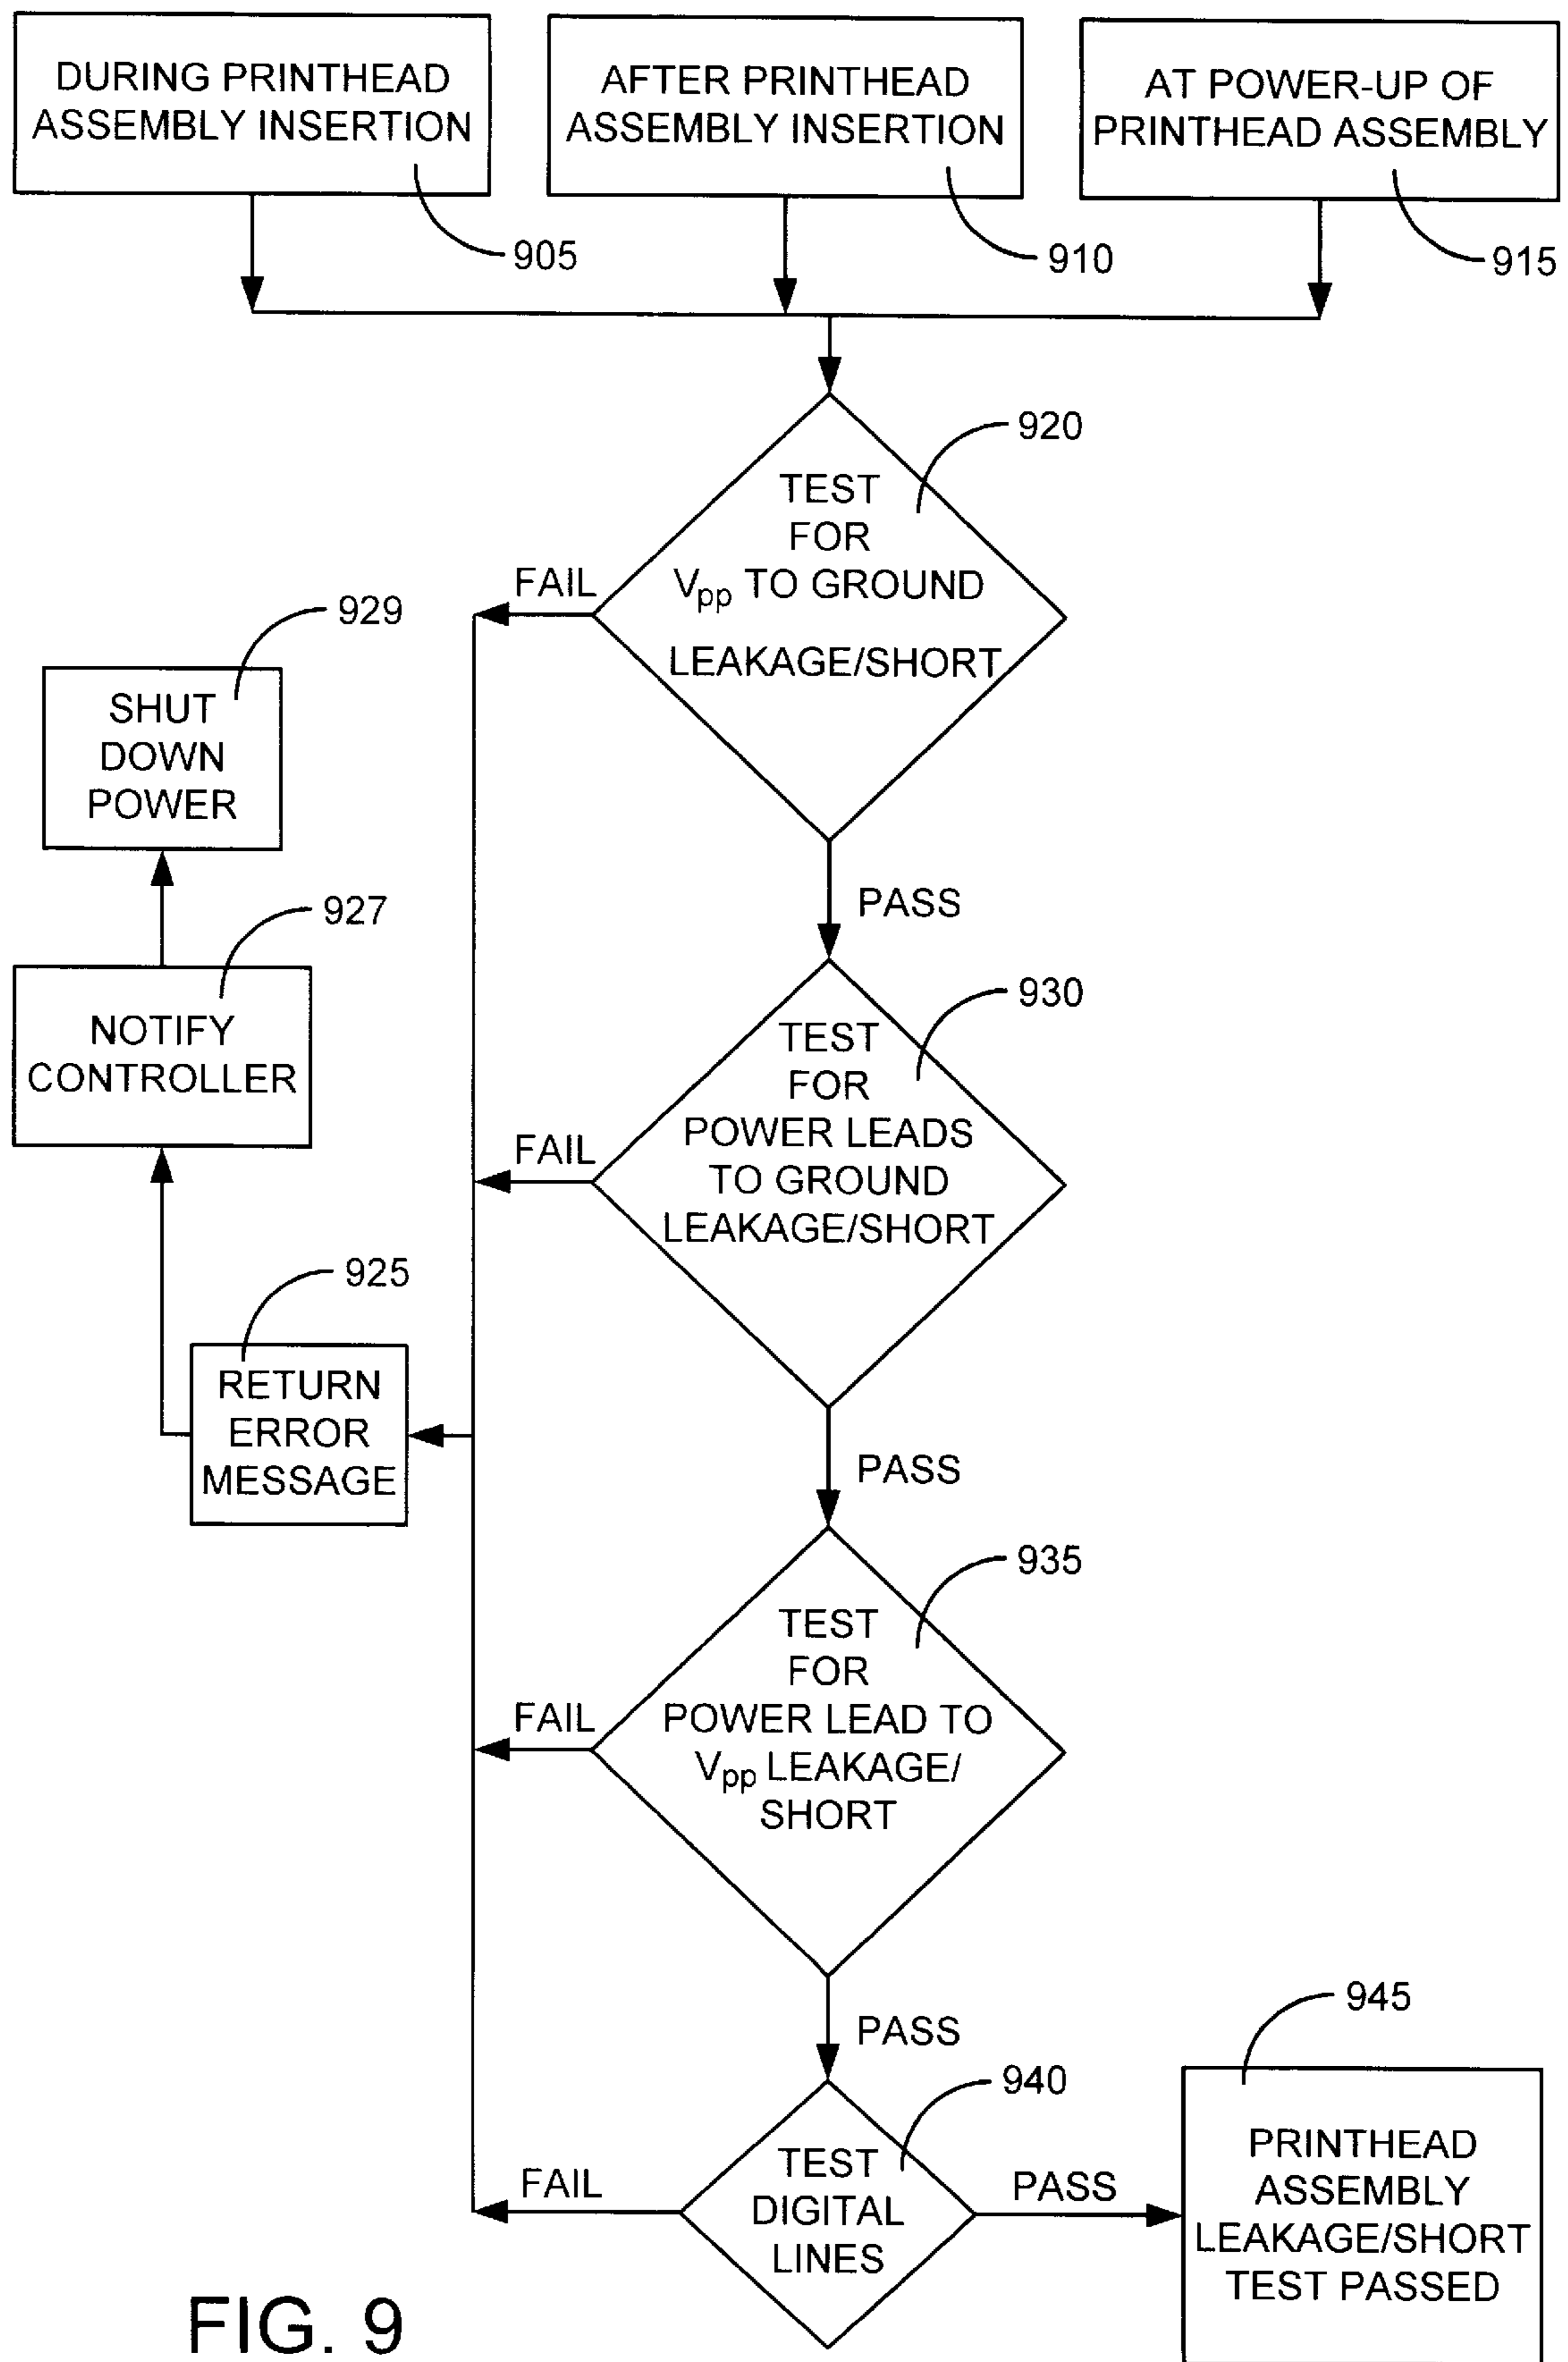 DURING PRINTHEAD
ASSEMBLY INSERTION
905
AFTER PRINTHEAD
ASSEMBLY INSERTION
910
AT POWER-UP OF
PRINTHEAD ASSEMBLY
915
920
TEST
FOR
Vpp TO GROUND
LEAKAGE/SHORT
FAIL
929
SHUT
DOWN
POWER
PASS
927
NOTIFY
CONTROLLER
930
TEST
FOR
POWER LEADS
TO GROUND
LEAKAGE/SHORT
FAIL
925
RETURN
ERROR
MESSAGE
PASS
935
TEST
FOR
POWER LEAD TO
Vpp LEAKAGE/
SHORT
FAIL
PASS
940
TEST
DIGITAL
LINES
FAIL
PASS
945
PRINTHEAD
ASSEMBLY
LEAKAGE/SHORT
TEST PASSED
FIG. 9